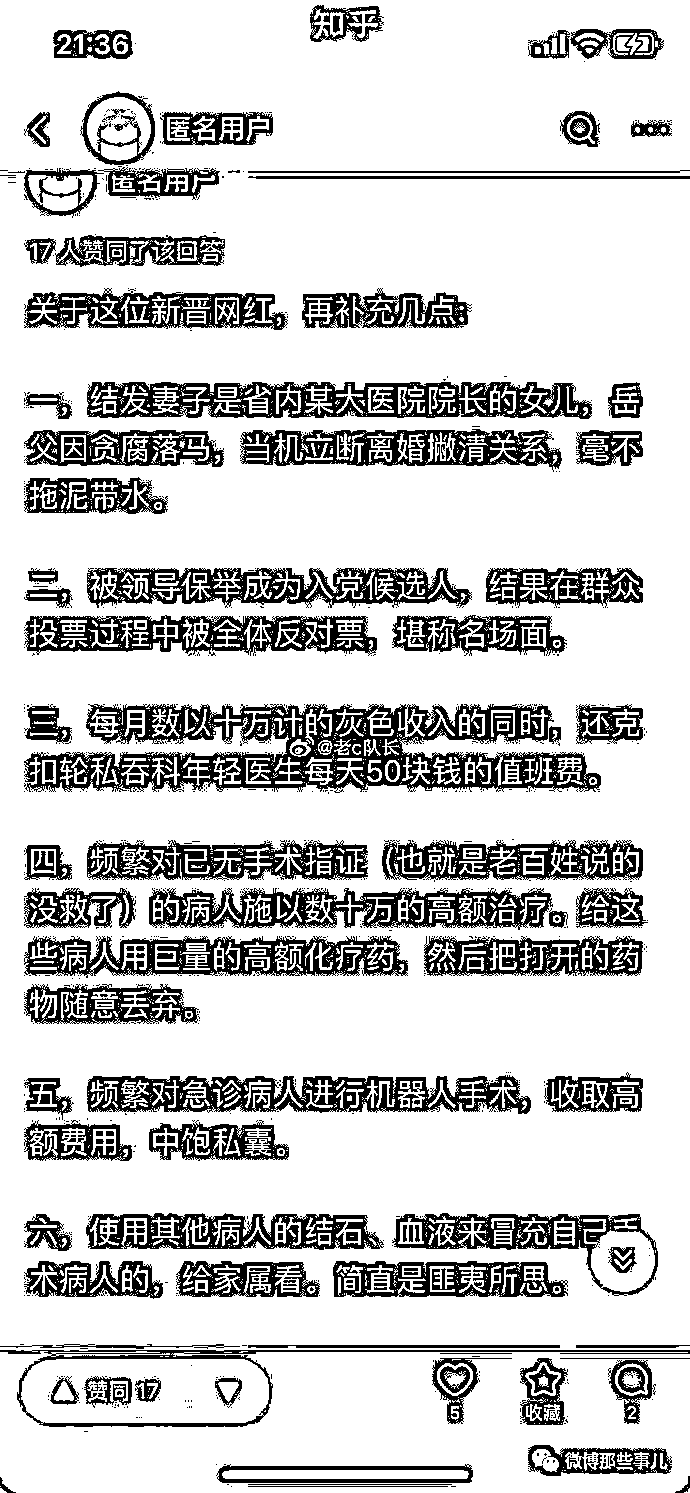 知乎
21:36
匿名用户
匿名用户
17 人赞同了该回答
关于这位新晋网红，再补充几点:
一，结发妻子是省内某大医院院长的女儿，岳
父因贪腐落马，当机立断离婚撇清关系，毫不
拖泥带水。
二，被领导保举成为入党候选人，结果在群众
投票过程中被全体反对票，堪称名场面。
三，每月数以十万计的灰色收入的同时，还克
@老c队长
扣轮私吞科年轻医生每天50块钱的值班费。
四，频繁对已无手术指证（也就是老百姓说的
没救了）的病人施以数十万的高额治疗。给这
些病人用巨量的高额化疗药，然后把打开的药
物随意丢弃。
五，频繁对急诊病人进行机器人手术，收取高
额费用，中饱私囊。
六，使用其他病人的结石、血液来冒充自己手
术病人的，给家属看。简直是匪夷所思。
赞同 17
5
收藏
2
微博那些事儿